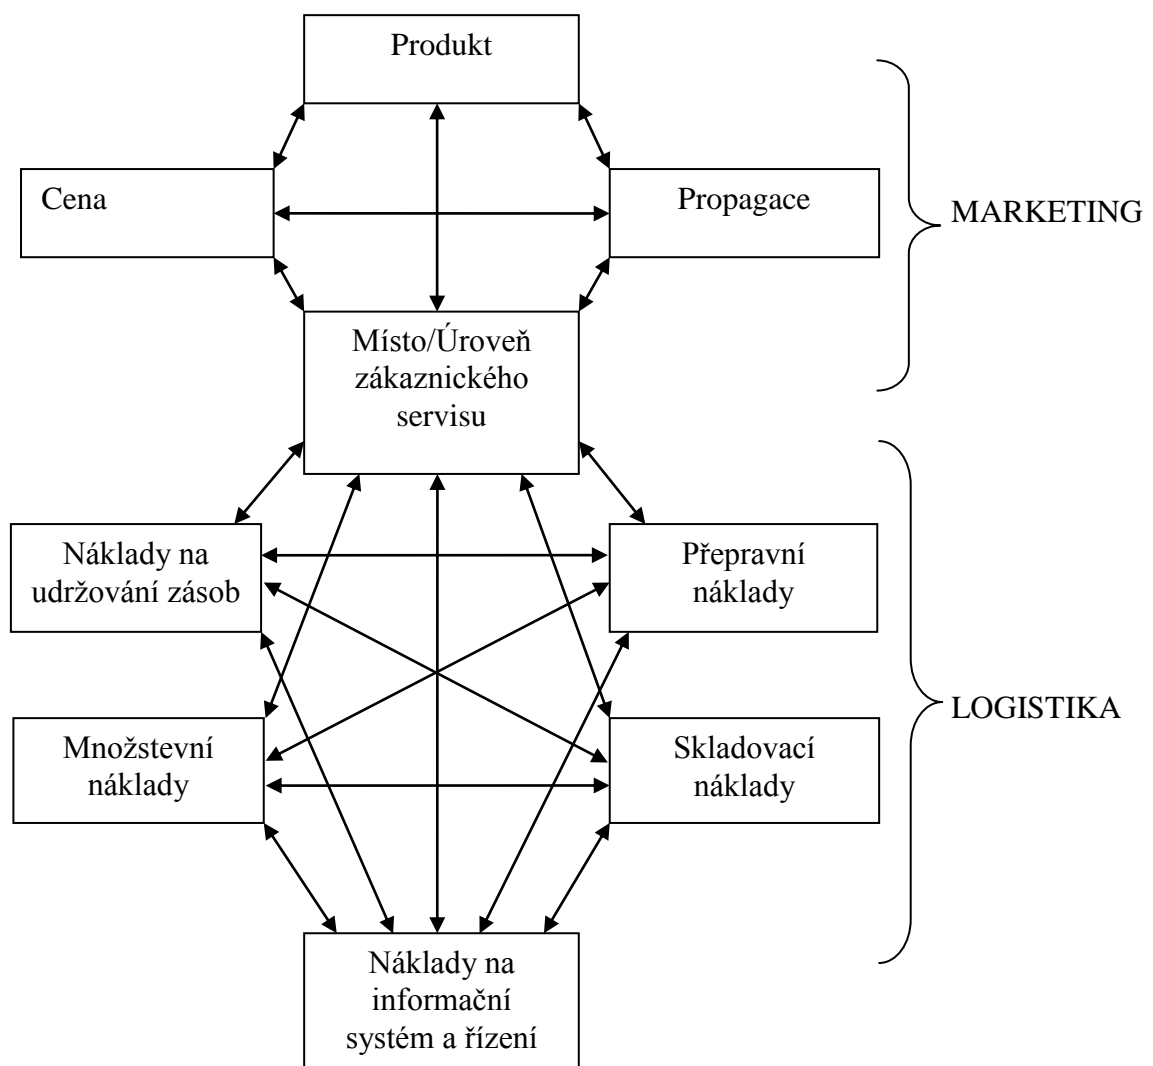 Produkt
Cena
Propagace
MARKETING
Místo/Úroveň
zákaznického
servisu
Náklady na
udržování zásob
Přepravní
náklady
LOGISTIKA
Množstevní
náklady
Skladovací
náklady
Náklady na
informační
systém a řízení